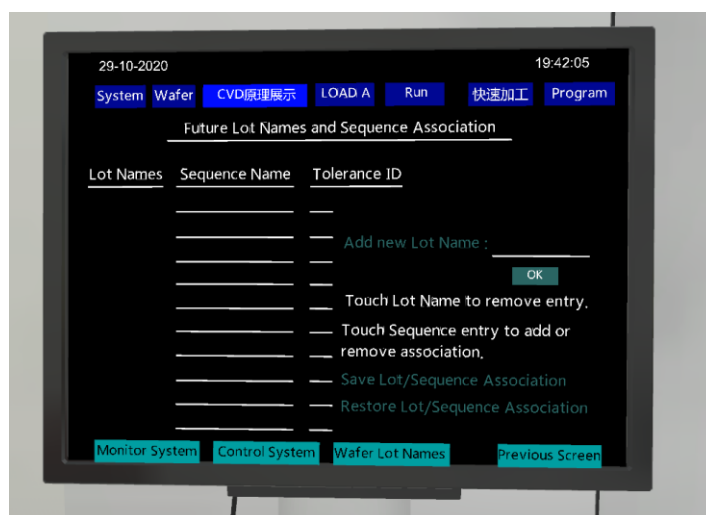 29-10-2020 19:42:05
System Wafer CVD原理展示 LOAD A Run 快速加工 Program
Future Lot Names and Sequence Association
Lot Names Sequence Name Tolerance ID
Add new Lot Name :
OK
Touch Lot Name to remove entry.
Touch Sequence entry to add or
remove association.
Save Lot/Sequence Association
Restore Lot/Sequence Association
Monitor System Control System Wafer Lot Names Previous Screen